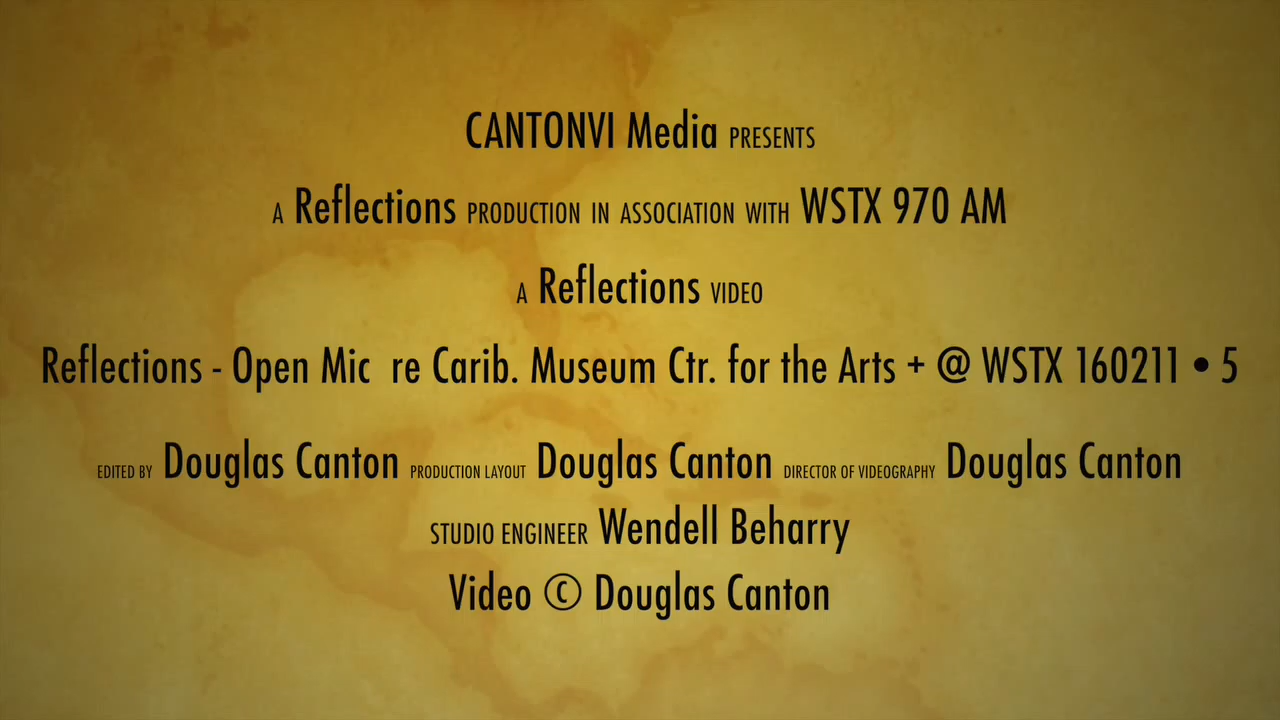 CANTONVI Media PRESENTS
A Reflections PRODUCTION IN ASSOCIATION WITH WSTX 970 AM
A Reflections VIDEO
Reflections - Open Mic  re Carib. Museum Ctr. for the Arts + @ WSTX 160211 • 5
EDITED BY Douglas Canton PRODUCTION LAYOUT Douglas Canton DIRECTOR OF VIDEOGRAPHY Douglas Canton
STUDIO ENGINEER Wendell Beharry
Video © Douglas Canton